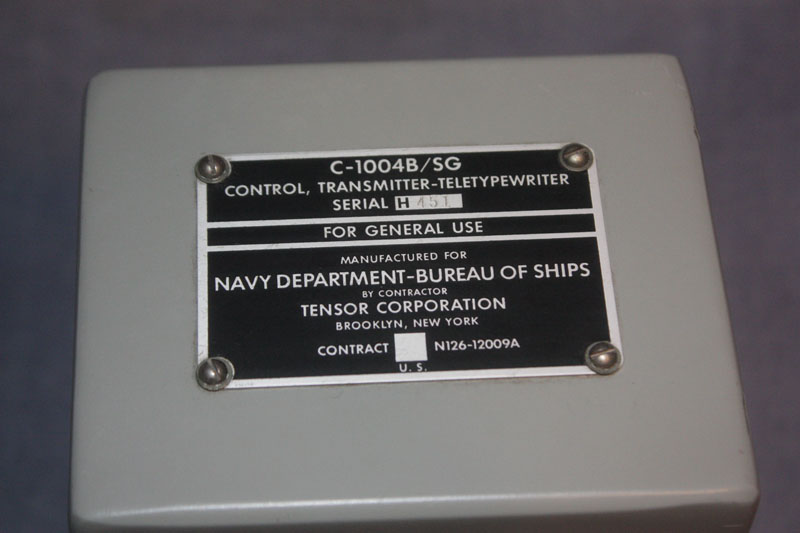 C-1004B/SG
CONTROL, TRANSMITTER-TELETYPEWRITER
SERIAL H 451
FOR GENERAL USE
MANUFACTURED FOR
NAVY DEPARTMENT-BUREAU OF SHIPS
BY CONTRACTOR
TENSOR CORPORATION
BROOKLYN, NEW YORK
CONTRACT N126-12009A
U. S.